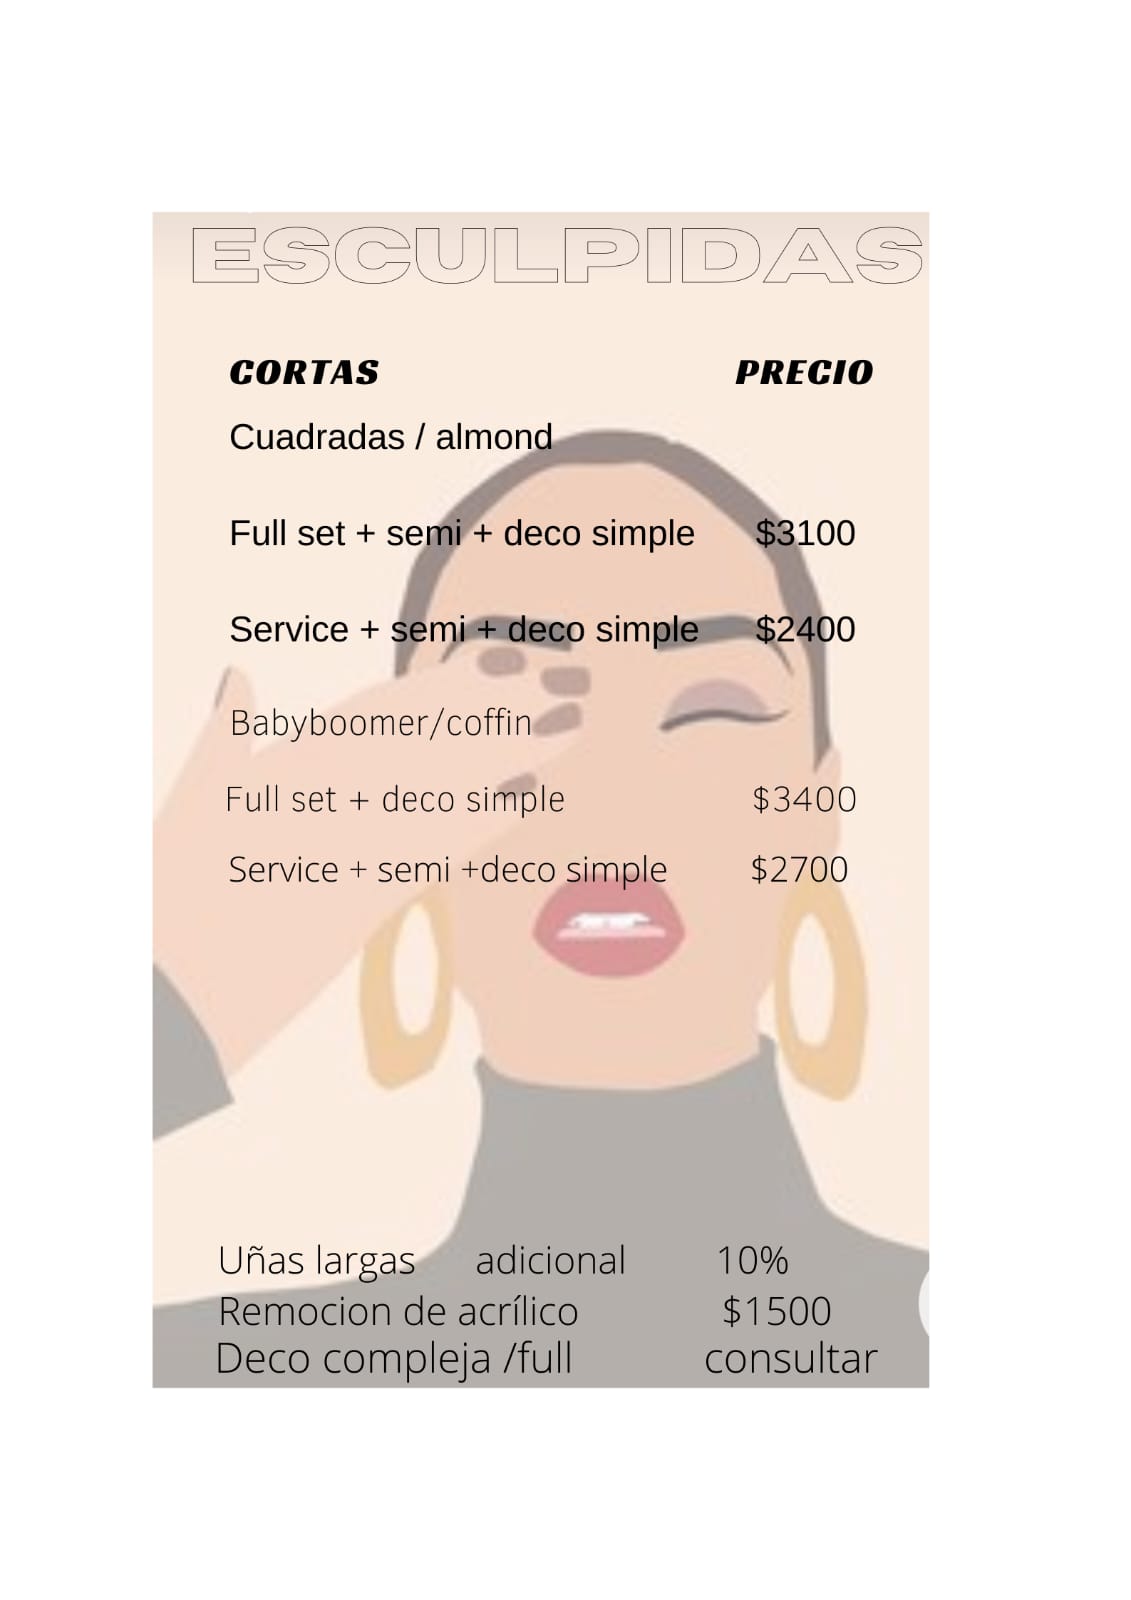 ESCULPIDAS
CORTAS PRECIO
Cuadradas / almond
Full set + semi + deco simple $3100
Service + semi + deco simple $2400
Babyboomer/coffin
Full set + deco simple $3400
Service + semi +deco simple $2700
Uñas largas adicional 10%
Remocion de acrílico $1500
Deco compleja /full consultar